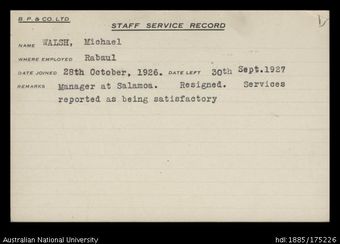 B. P. & CO. LTD
STAFF SERVICE RECORD
NAME WALSH, Michael
WHERE EMPLOYED Rabaul
DATE JOINED 28th October, 1926. DATE LEFT 30th Sept.1927
REMARKS Manager at Salamoa. Resigned. Services
reported as being satisfactory
Australian National University
hdl:1885/175226